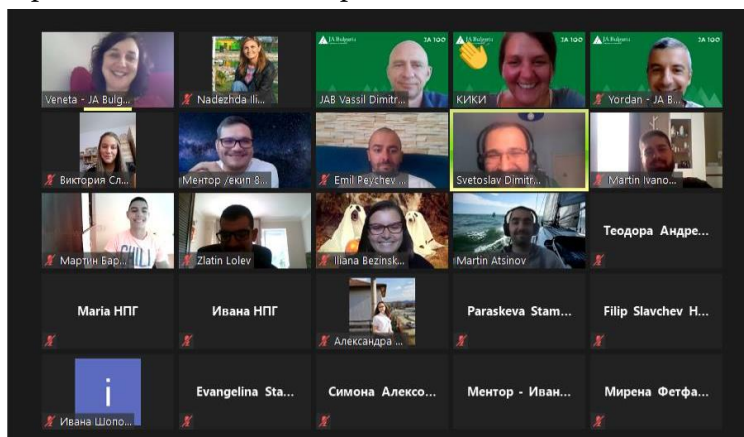 JA Bulgaria JA 100
JA Bulgaria JA 100
JA Bulgaria JA 100
Veneta - JA Bulg...
Nadezhda Ili...
JAB Vassil Dimitr...
КИКИ
Yordan - JA B...
Виктория Сл...
Ментор /екип 8...
Emil Peychev ...
Svetoslav Dimitr...
Martin Ivano...
Мартин Бар...
Zlatin Lolev
Iliana Bezinsk...
Martin Atsinov
Теодора Андре...
CHILL
Maria НПГ
Ивана НПГ
Александра ...
Paraskeva Stam...
Filip Slavchev H...
i
Ивана Шопо...
Evangelina Sta...
Симона Алексо...
Ментор - Иван...
Мирена Фетфа...